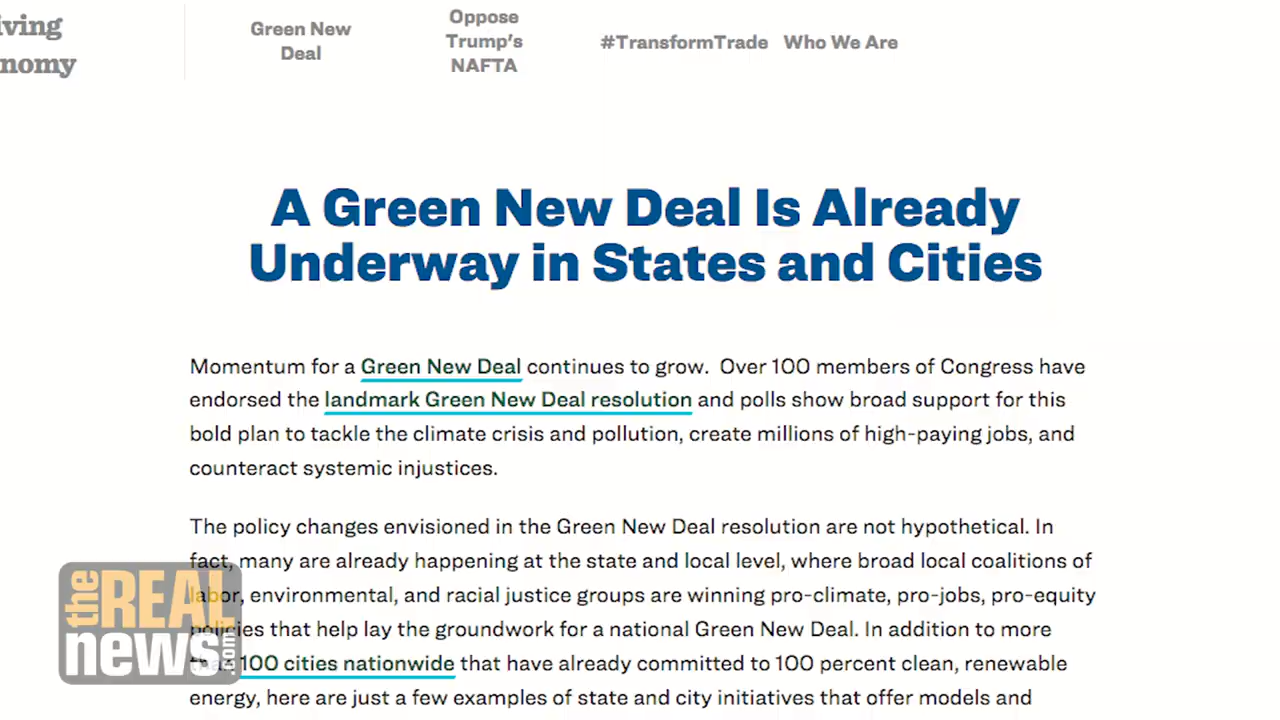 Green New
Deal
Oppose
Trump's
NAFTA
#TransformTrade
Who We Are
A Green New Deal Is Already
Underway in States and Cities
Momentum for a Green New Deal continues to grow. Over 100 members of Congress have
endorsed the landmark Green New Deal resolution and polls show broad support for this
bold plan to tackle the climate crisis and pollution, create millions of high-paying jobs, and
counteract systemic injustices.
The policy changes envisioned in the Green New Deal resolution are not hypothetical. In
fact, many are already happening at the state and local level, where broad local coalitions of
labor, environmental, and racial justice groups are winning pro-climate, pro-jobs, pro-equity
policies that help lay the groundwork for a national Green New Deal. In addition to more
100 cities nationwide that have already committed to 100 percent clean, renewable
energy, here are just a few examples of state and city initiatives that offer models and
the REAL
news.com